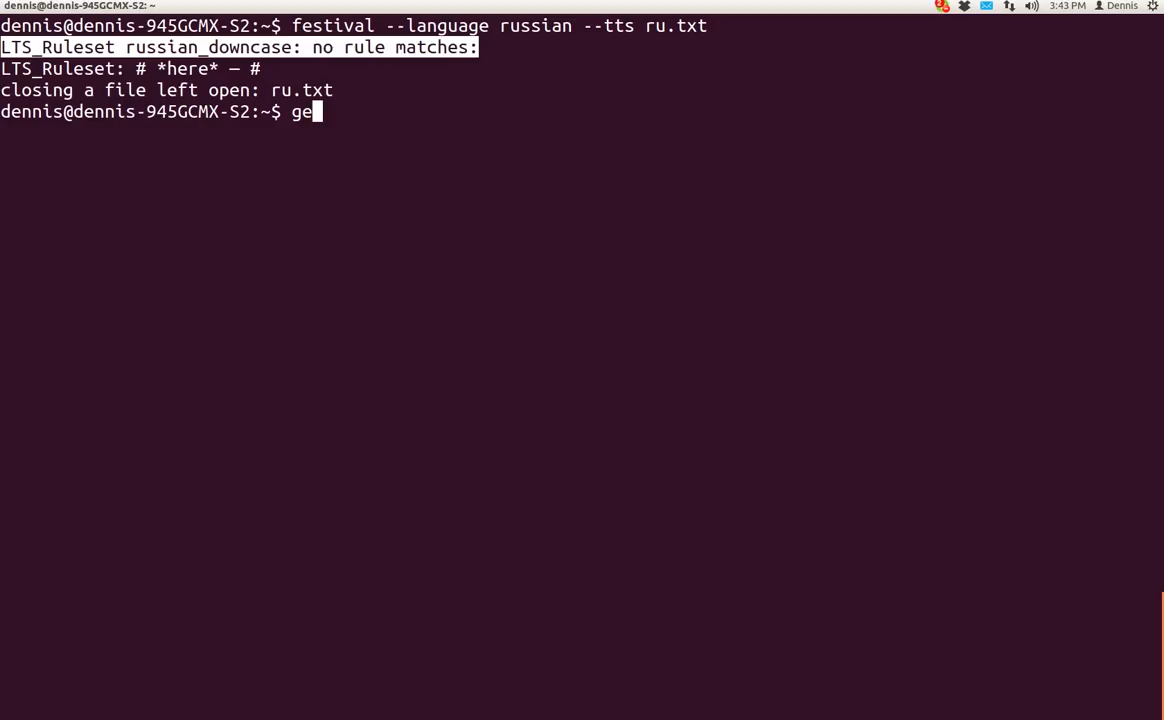 dennis@dennis-945GCMX-S2: ~
3:43 PM Dennis
dennis@dennis-945GCMX-S2:~$ festival --language russian --tts ru.txt
LTS_Ruleset russian_downcase: no rule matches:
LTS_Ruleset: # *here* — #
closing a file left open: ru.txt
dennis@dennis-945GCMX-S2:~$ ge